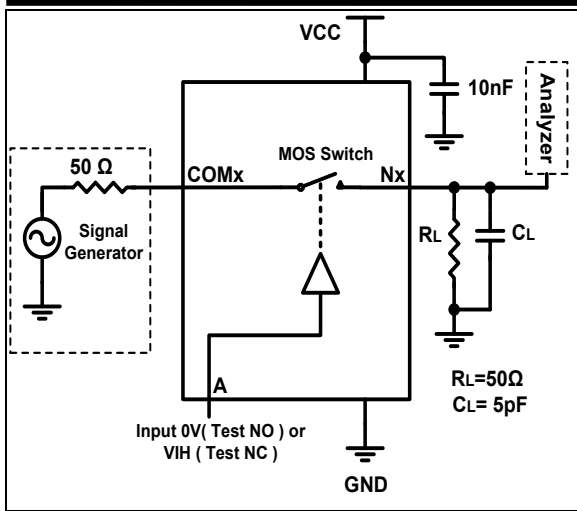 VCC
10nF
Analyzer
50 Ω
COMx
MOS Switch
Nx
Signal
Generator
RL
CL
A
RL=50Ω
CL= 5pF
Input 0V( Test NO ) or
VIH ( Test NC )
GND